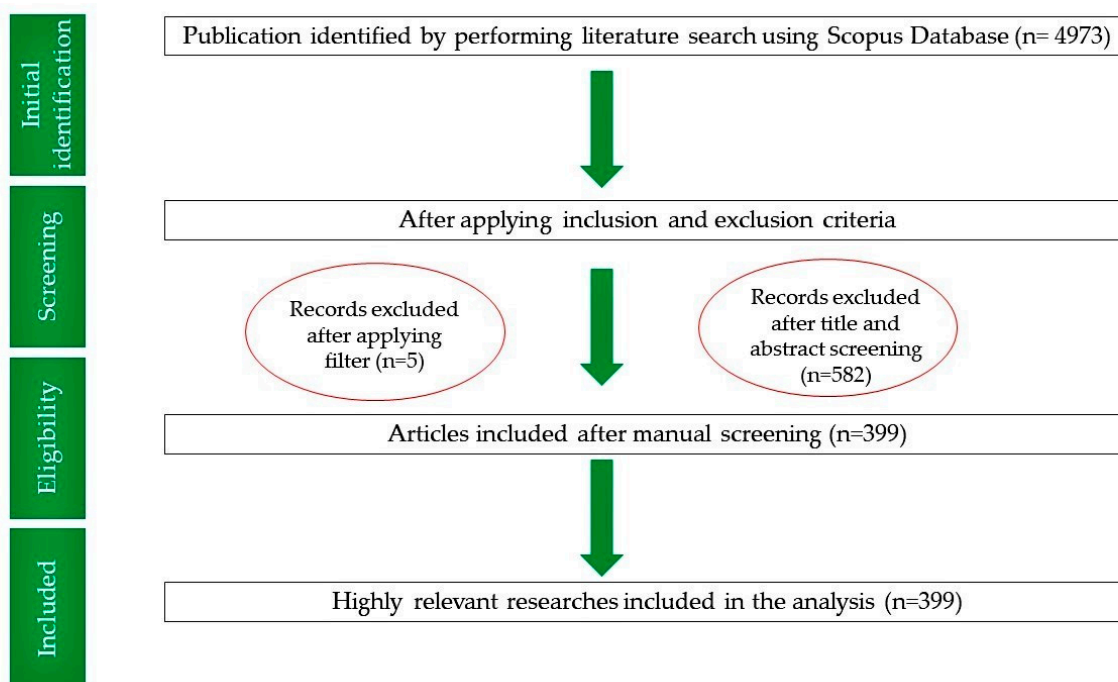 Initial
identification
Publication identified by performing literature search using Scopus Database (n= 4973)
Screening
After applying inclusion and exclusion criteria
Records excluded
after applying
filter (n=5)
Records excluded
after title and
abstract screening
(n=582)
Eligibility
Articles included after manual screening (n=399)
Included
Highly relevant researches included in the analysis (n=399)